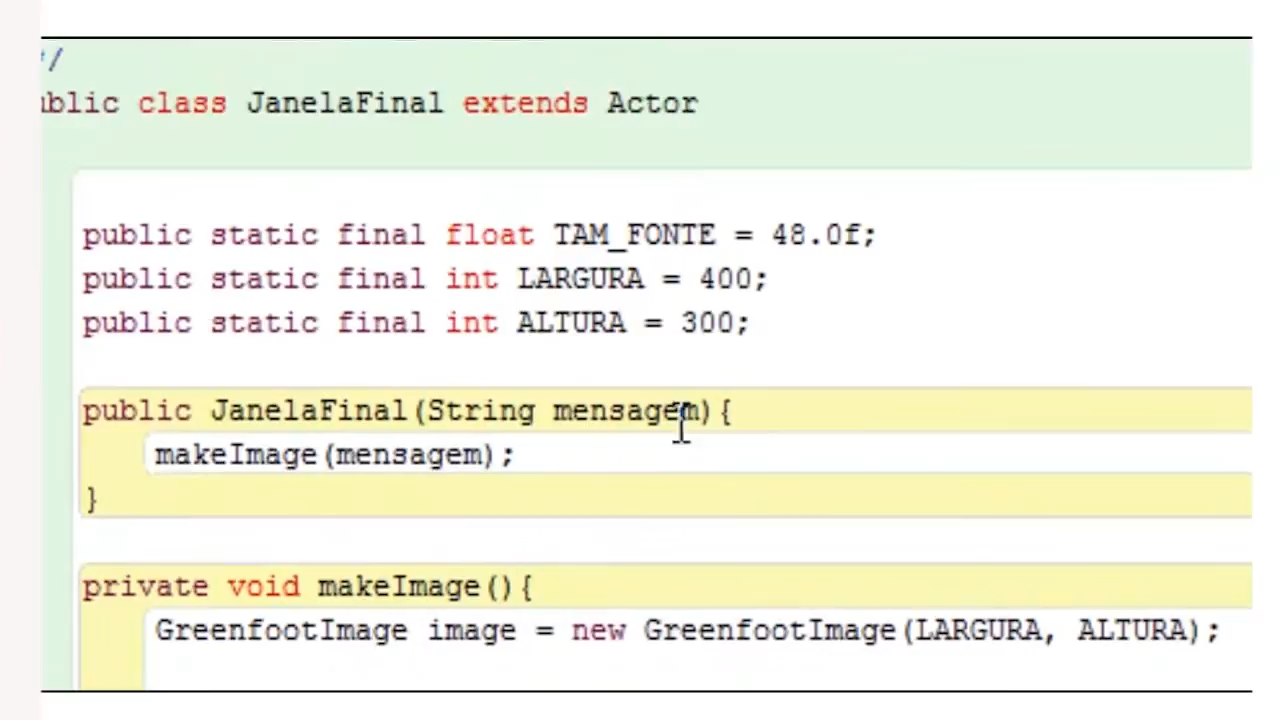 */
ublic class JanelaFinal extends Actor
public static final float TAM_FONTE = 48.0f;
public static final int LARGURA = 400;
public static final int ALTURA = 300;
public JanelaFinal(String mensagem){
makeImage(mensagem);
}
private void makeImage(){
GreenfootImage image = new GreenfootImage(LARGURA, ALTURA);